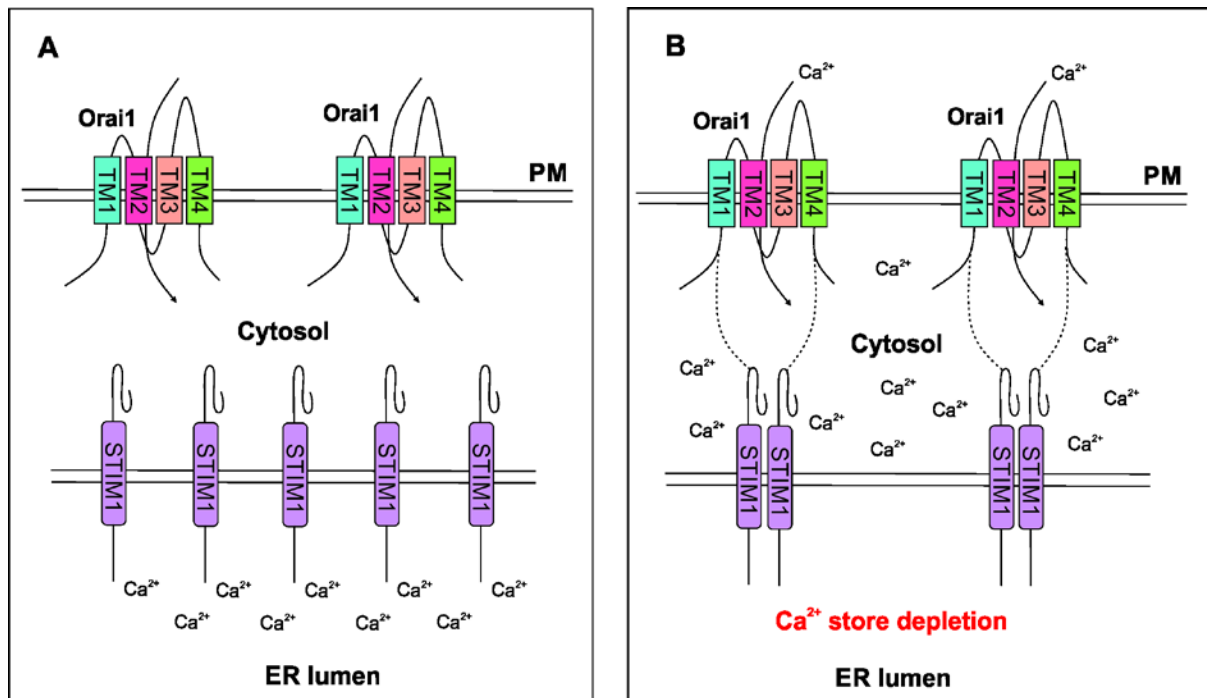 A
Orai1
Orai1
PM
TM1 TM2 TM3 TM4
TM1 TM2 TM3 TM4
Cytosol
STIM1 STIM1 STIM1 STIM1 STIM1
Ca²⁺ Ca²⁺ Ca²⁺ Ca²⁺ Ca²⁺
Ca²⁺ Ca²⁺ Ca²⁺ Ca²⁺
ER lumen
B
Ca²⁺
Ca²⁺
Orai1
Orai1
PM
TM1 TM2 TM3 TM4
TM1 TM2 TM3 TM4
Ca²⁺
Cytosol
Ca²⁺
Ca²⁺
Ca²⁺
Ca²⁺
Ca²⁺
Ca²⁺
Ca²⁺
Ca²⁺
Ca²⁺
Ca²⁺
STIM1 STIM1
STIM1 STIM1
Ca²⁺ store depletion
ER lumen